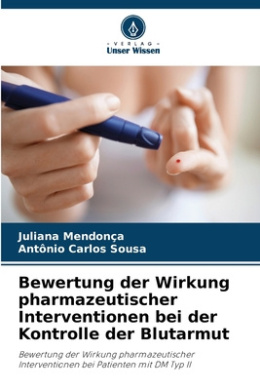 VERLAG
Unser Wissen
Juliana Mendonça
Antônio Carlos Sousa
Bewertung der Wirkung
pharmazeutischer
Interventionen bei der
Kontrolle der Blutarmut
Bewertung der Wirkung pharmazeutischer
Interventionen bei Patienten mit DM Typ II